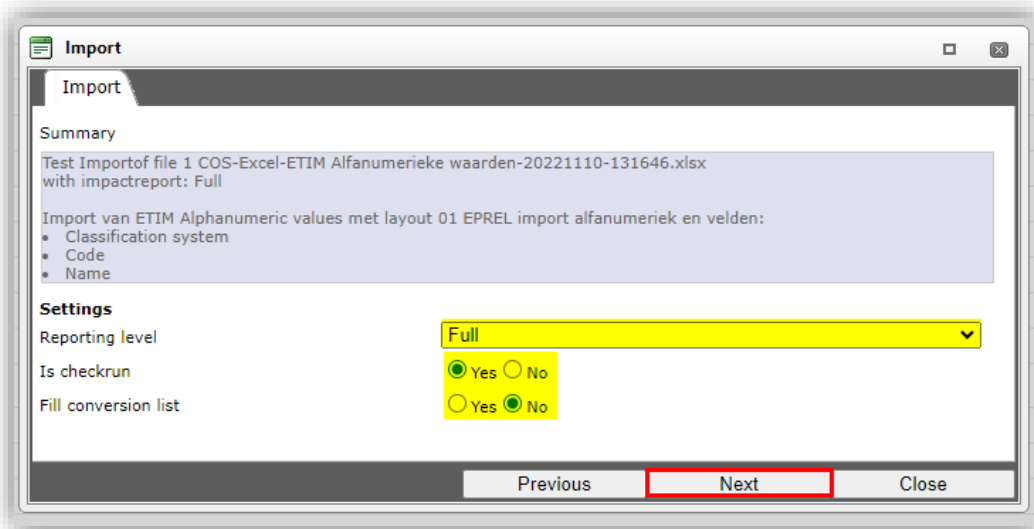 Import
Import
Summary
Test Importof file 1 COS-Excel-ETIM Alfanumerieke waarden-20221110-131646.xlsx
with impactreport: Full
Import van ETIM Alphanumeric values met layout 01 EPREL import alfanumeriek en velden:
• Classification system
• Code
• Name
Settings
Reporting level Full
Is checkrun Yes No
Fill conversion list Yes No
Previous Next Close